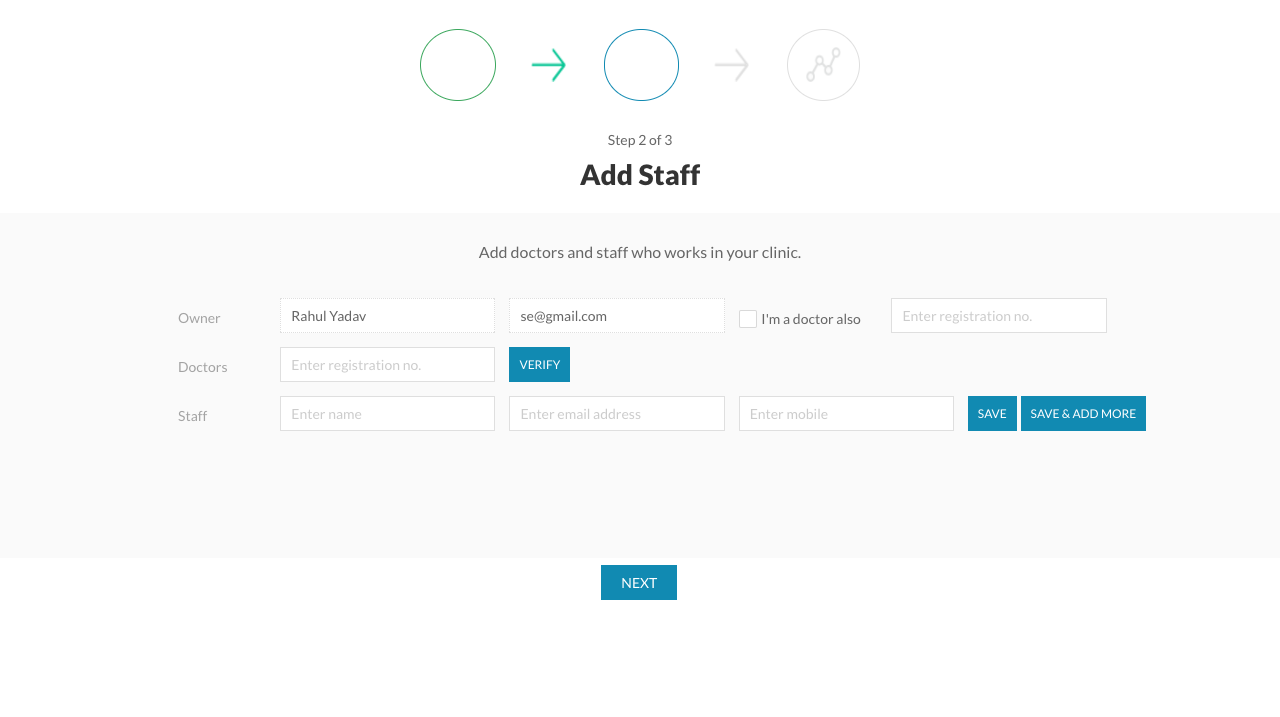 Step 2 of 3
Add Staff
Add doctors and staff who works in your clinic.
Owner Rahul Yadav se@gmail.com I'm a doctor also Enter registration no.
Doctors Enter registration no. VERIFY
Staff Enter name Enter email address Enter mobile SAVE SAVE & ADD MORE
NEXT